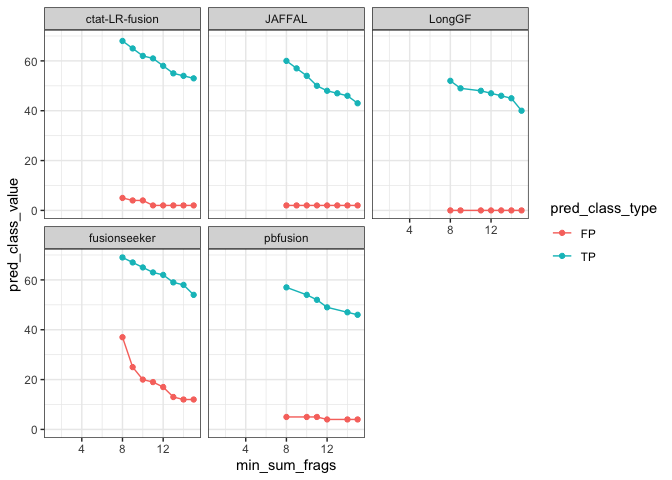 ctat-LR-fusion JAFFAL LongGF
60
40
20
0
4 8 12
fusionseeker pbfusion
60
40
20
0
4 8 12 4 8 12
min_sum_frags
pred_class_value
pred_class_type
FP
TP